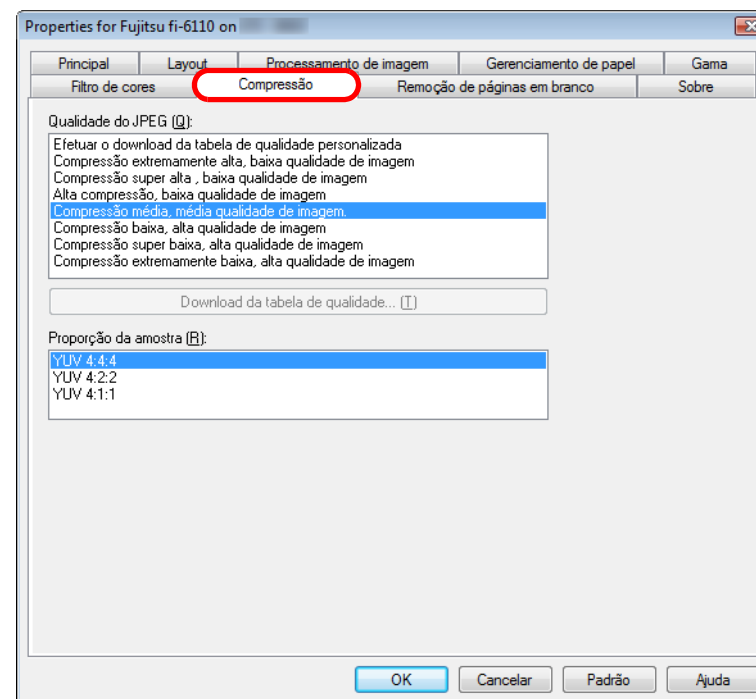 Properties for Fujitsu fi-6110 on
Principal Layout Processamento de imagem Gerenciamento de papel Gama
Filtro de cores Compressão Remoção de páginas em branco Sobre
Qualidade do JPEG (Q):
Efetuar o download da tabela de qualidade personalizada
Compressão extremamente alta, baixa qualidade de imagem
Compressão super alta , baixa qualidade de imagem
Alta compressão, baixa qualidade de imagem
Compressão média, média qualidade de imagem.
Compressão baixa, alta qualidade de imagem
Compressão super baixa, alta qualidade de imagem
Compressão extremamente baixa, alta qualidade de imagem
Download da tabela de qualidade... (T)
Proporção da amostra (R):
YUV 4:4:4
YUV 4:2:2
YUV 4:1:1
OK Cancelar Padrão Ajuda